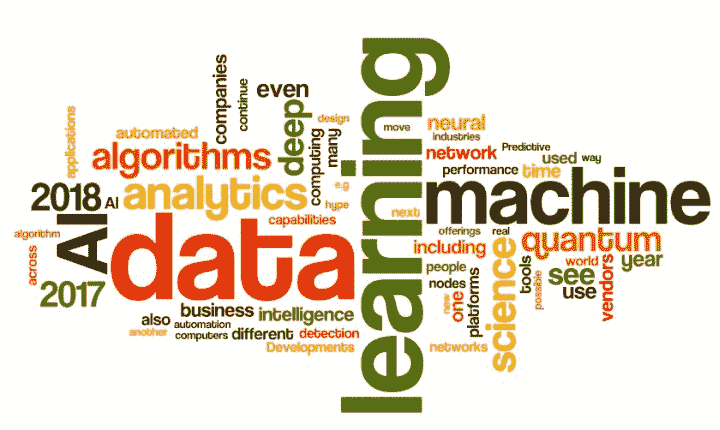 learning
companies
continue
even
deep
design
computing
many
move
neural
industries
applications
automated
algorithms
network
Predictive
used
way
performance
time
2018
AI
analytics
e.g
hype
next
machine
capabilities
AI
algorithm
across
data
offerings
real
including
science
quantum
tools
people
world
see
vendors
year
2017
nodes
new
one
platforms
possible
use
business
intelligence
also
automation
another
computers
different
detection
Developments
networks